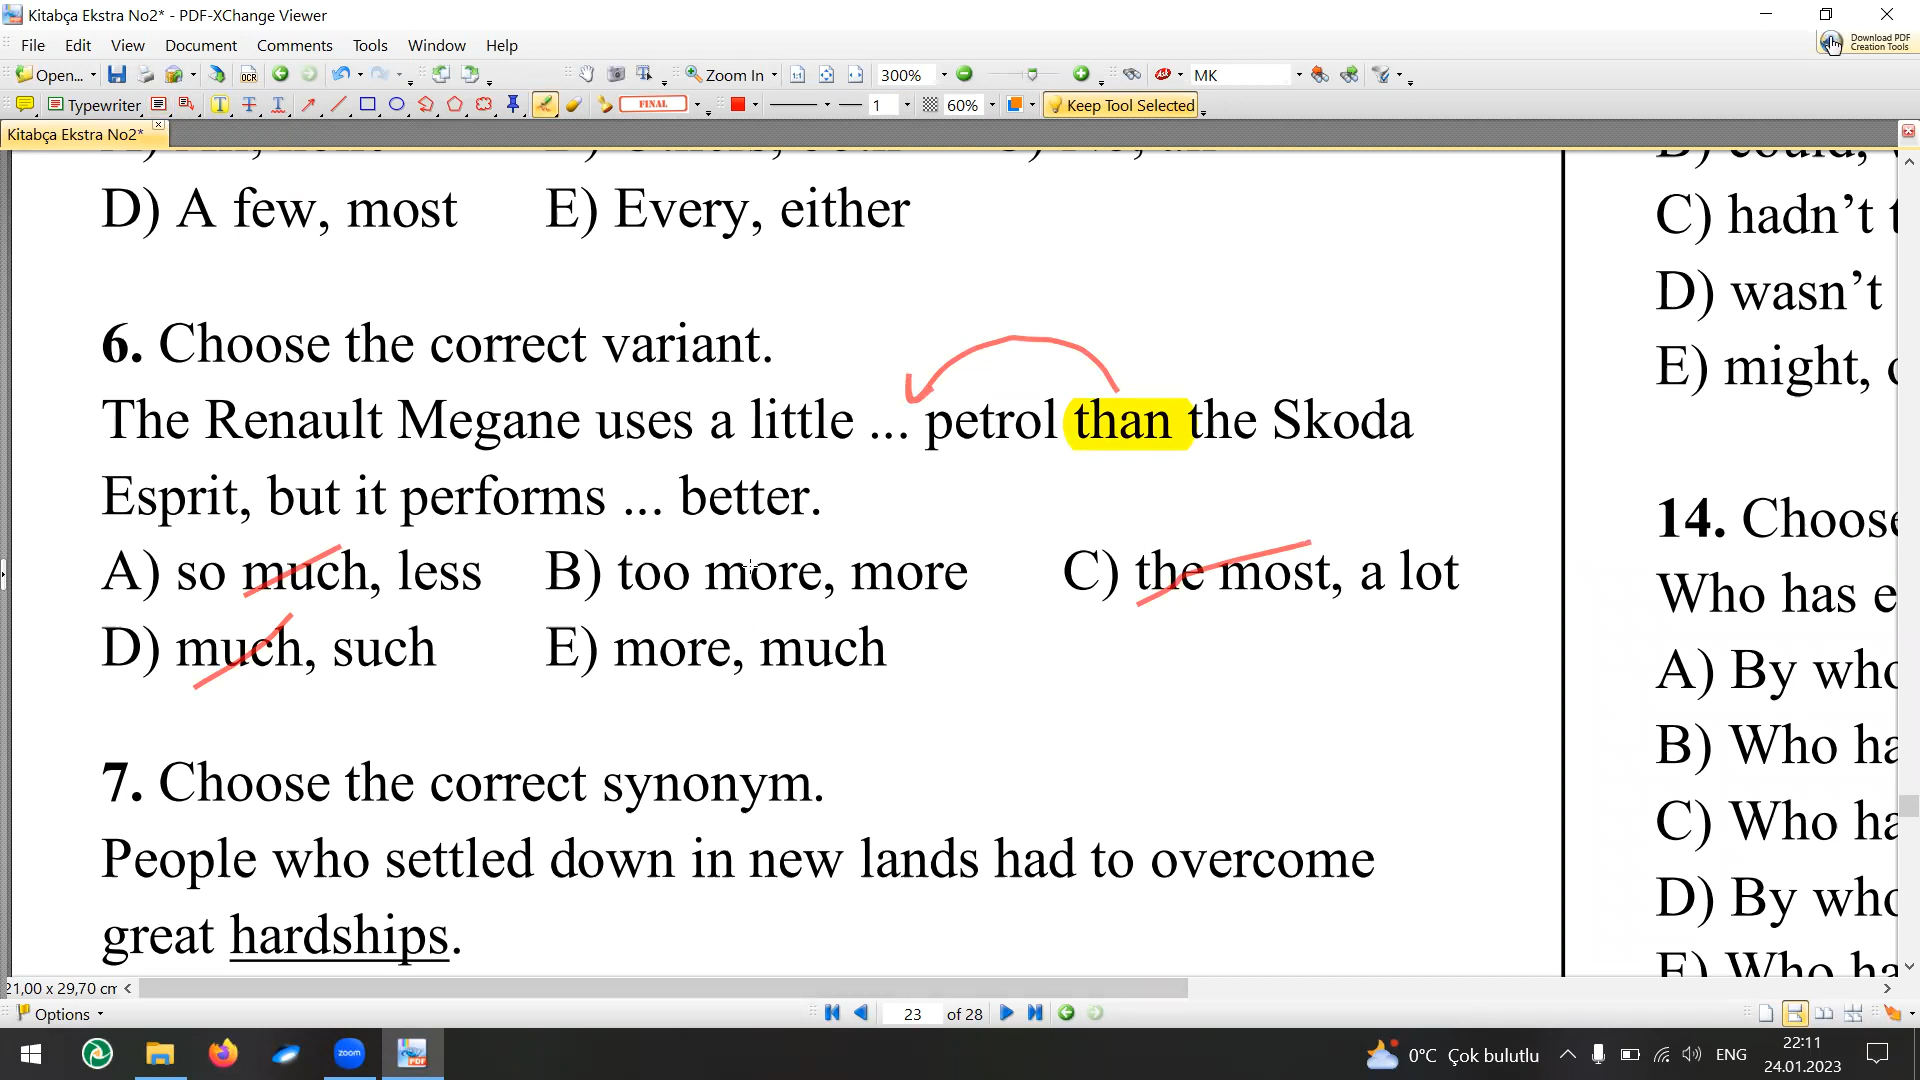 Kitabça Ekstra No2* - PDF-XChange Viewer
File Edit View Document Comments Tools Window Help
Download PDF
Creation Tools
Open... OCR Zoom In 300% MK
Typewriter FINAL 1 60% Keep Tool Selected
Kitabça Ekstra No2*
D) A few, most E) Every, either
6. Choose the correct variant.
The Renault Megane uses a little ... petrol than the Skoda
Esprit, but it performs ... better.
A) so much, less B) too more, more C) the most, a lot
D) much, such E) more, much
7. Choose the correct synonym.
People who settled down in new lands had to overcome
great hardships.
B) could,
C) hadn't t
D) wasn't
E) might,
14. Choose
Who has e
A) By who
B) Who ha
C) Who ha
D) By who
E) Who ha
21,00 x 29,70 cm
Options 23 of 28
zoom PDF 0°C Çok bulutlu ENG 22:11
24.01.2023